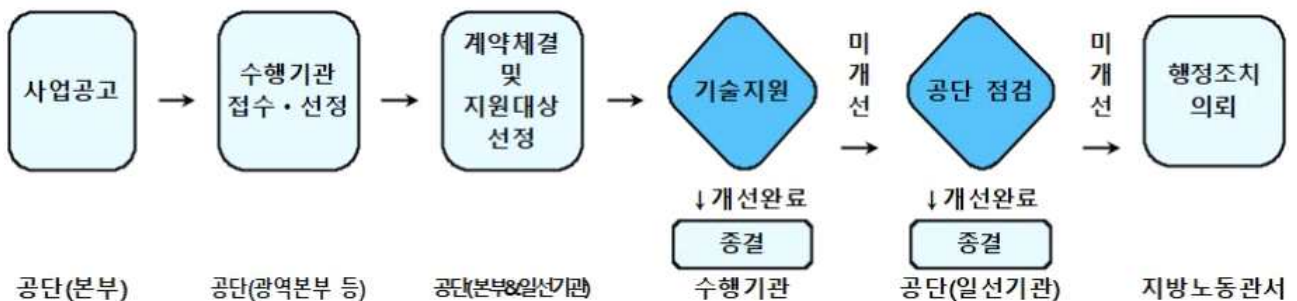 사업공고
→
수행기관
접수・선정
→
계약체결
및
지원대상
선정
→
기술지원
미
개
선
→
공단 점검
미
개
선
→
행정조치
의뢰
↓개선완료
종결
↓개선완료
종결
공단(본부)
공단(광역본부 등)
공단(본부&일선기관)
수행기관
공단(일선기관)
지방노동관서